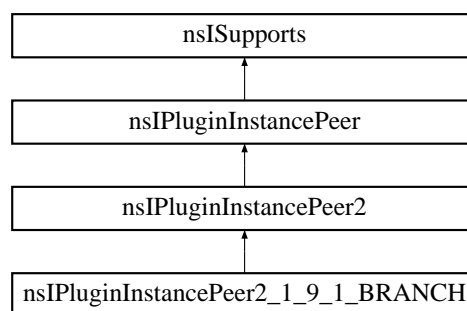 nsISupports
nsIPluginInstancePeer
nsIPluginInstancePeer2
nsIPluginInstancePeer2_1_9_1_BRANCH